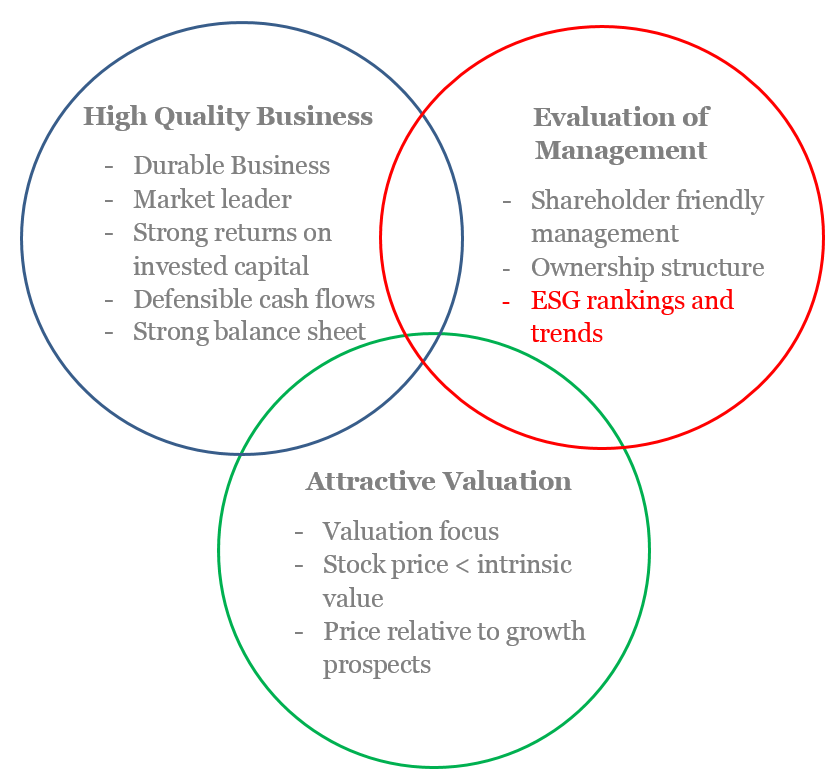 High Quality Business
- Durable Business
- Market leader
- Strong returns on
invested capital
- Defensible cash flows
- Strong balance sheet
Evaluation of
Management
- Shareholder friendly
management
- Ownership structure
- ESG rankings and
trends
Attractive Valuation
- Valuation focus
- Stock price < intrinsic
value
- Price relative to growth
prospects